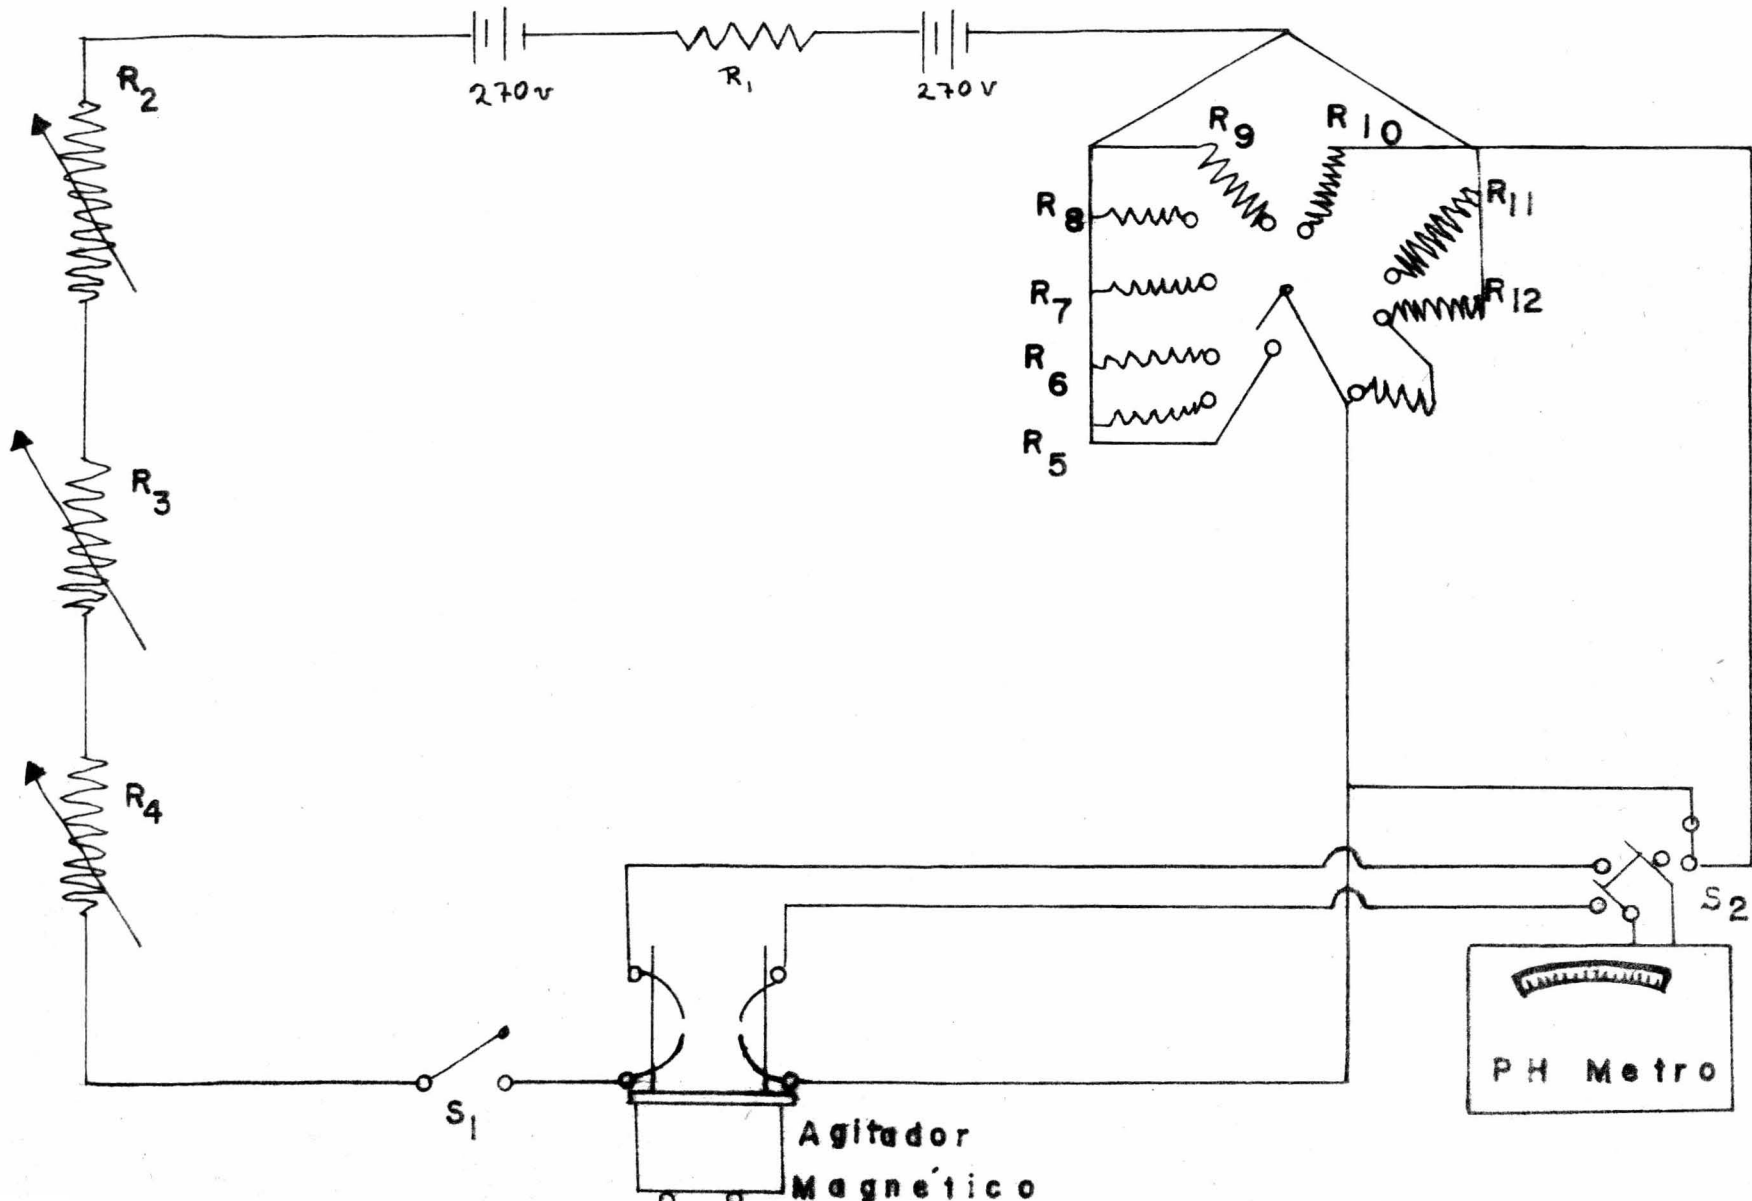 270v
R1
270v
R2
R9
R10
R8
R11
R7
R12
R6
R5
R3
R4
S2
PH Metro
S1
Agitador
Magnético